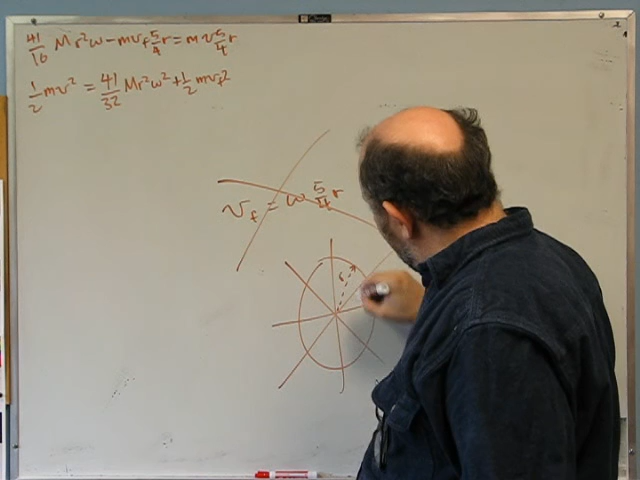 41/16 Mr²ω - mv_f 5/4 r = mv 5/4 r
1/2 mv² = 41/32 Mr²ω² + 1/2 mv_f²
v_f = ω 5/4 r
r